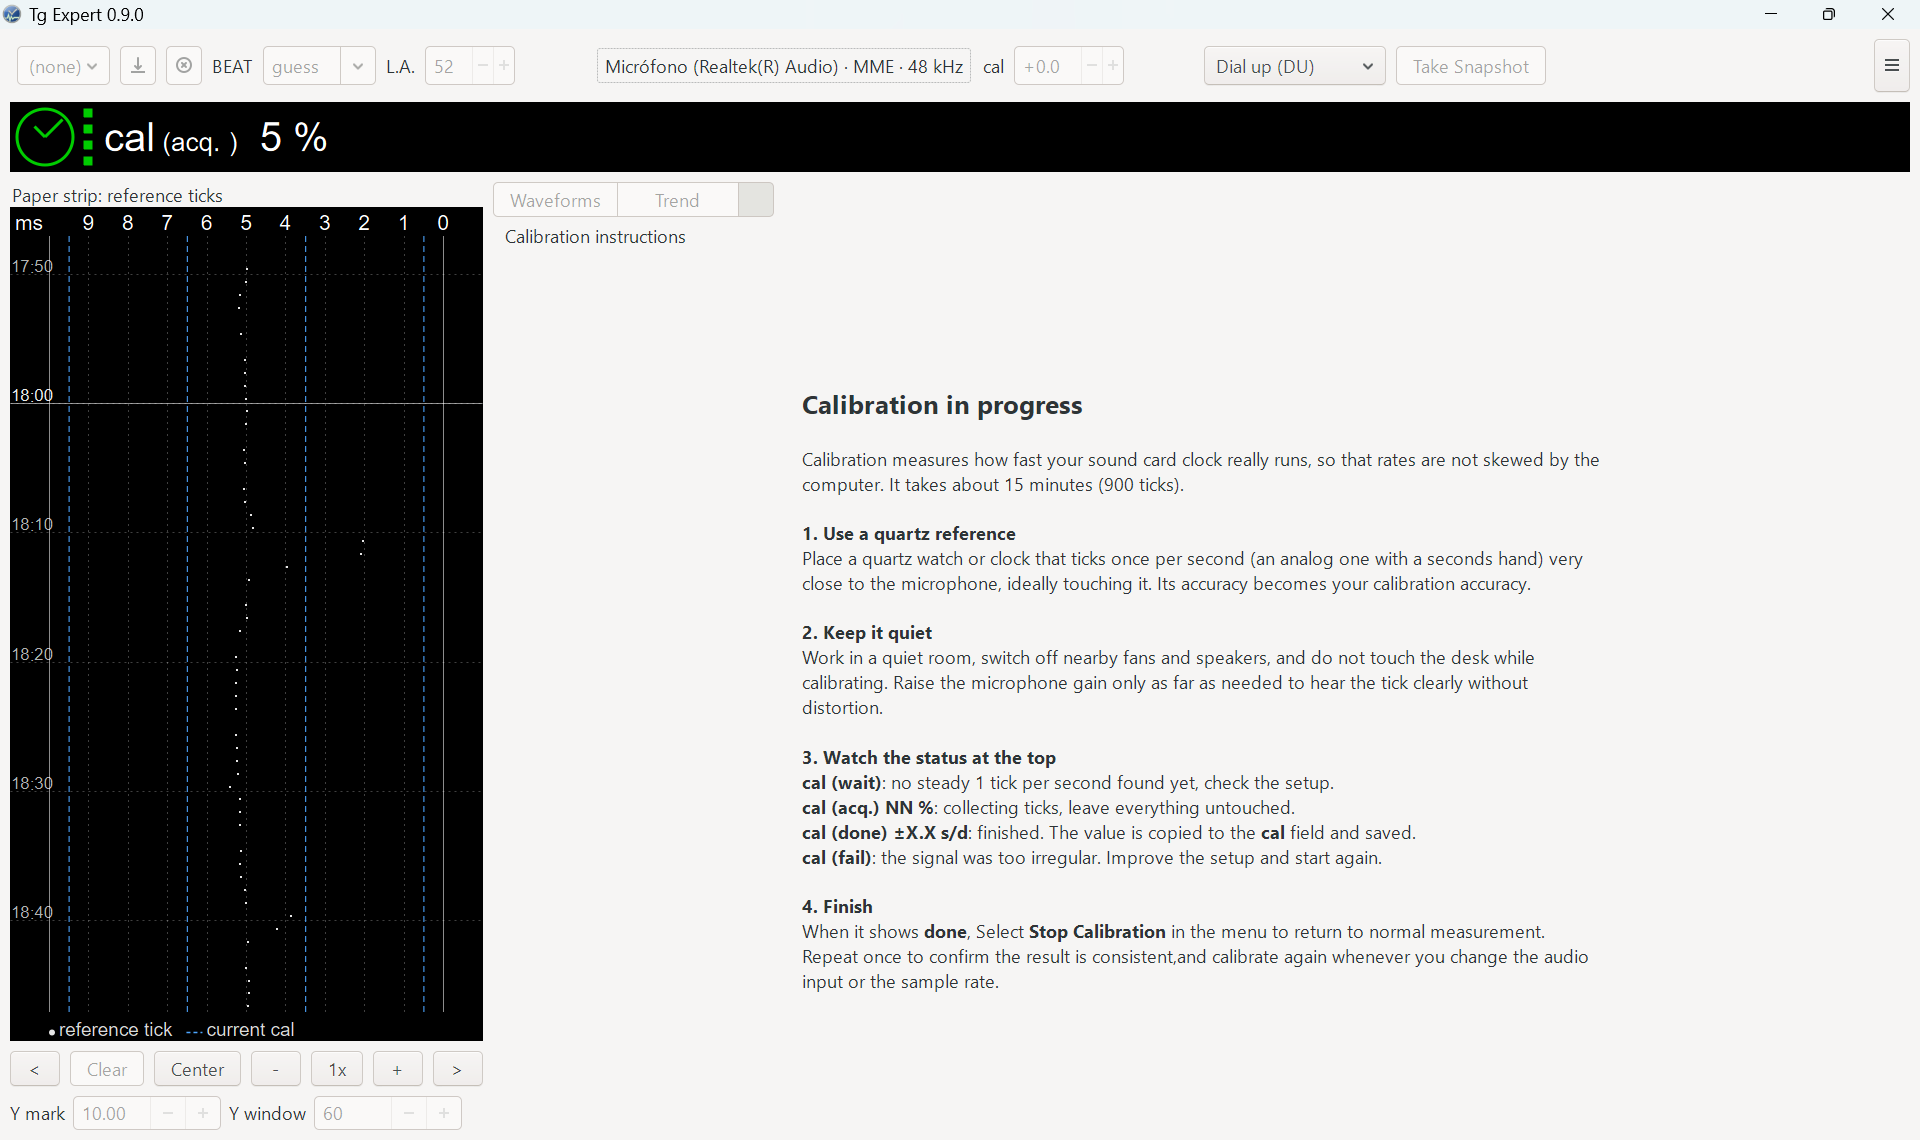 Tg Expert 0.9.0
(none) BEAT guess L.A. 52 − + Micrófono (Realtek(R) Audio) · MME · 48 kHz cal +0.0 − + Dial up (DU) Take Snapshot
cal (acq. ) 5 %
Paper strip: reference ticks
ms 9 8 7 6 5 4 3 2 1 0
17:50
18:00
18:10
18:20
18:30
18:40
reference tick --- current cal
< Clear Center - 1x + >
Y mark 10.00 − + Y window 60 − +
Waveforms Trend
Calibration instructions
Calibration in progress
Calibration measures how fast your sound card clock really runs, so that rates are not skewed by the
computer. It takes about 15 minutes (900 ticks).
1. Use a quartz reference
Place a quartz watch or clock that ticks once per second (an analog one with a seconds hand) very
close to the microphone, ideally touching it. Its accuracy becomes your calibration accuracy.
2. Keep it quiet
Work in a quiet room, switch off nearby fans and speakers, and do not touch the desk while
calibrating. Raise the microphone gain only as far as needed to hear the tick clearly without
distortion.
3. Watch the status at the top
cal (wait): no steady 1 tick per second found yet, check the setup.
cal (acq.) NN %: collecting ticks, leave everything untouched.
cal (done) ±X.X s/d: finished. The value is copied to the cal field and saved.
cal (fail): the signal was too irregular. Improve the setup and start again.
4. Finish
When it shows done, Select Stop Calibration in the menu to return to normal measurement.
Repeat once to confirm the result is consistent,and calibrate again whenever you change the audio
input or the sample rate.